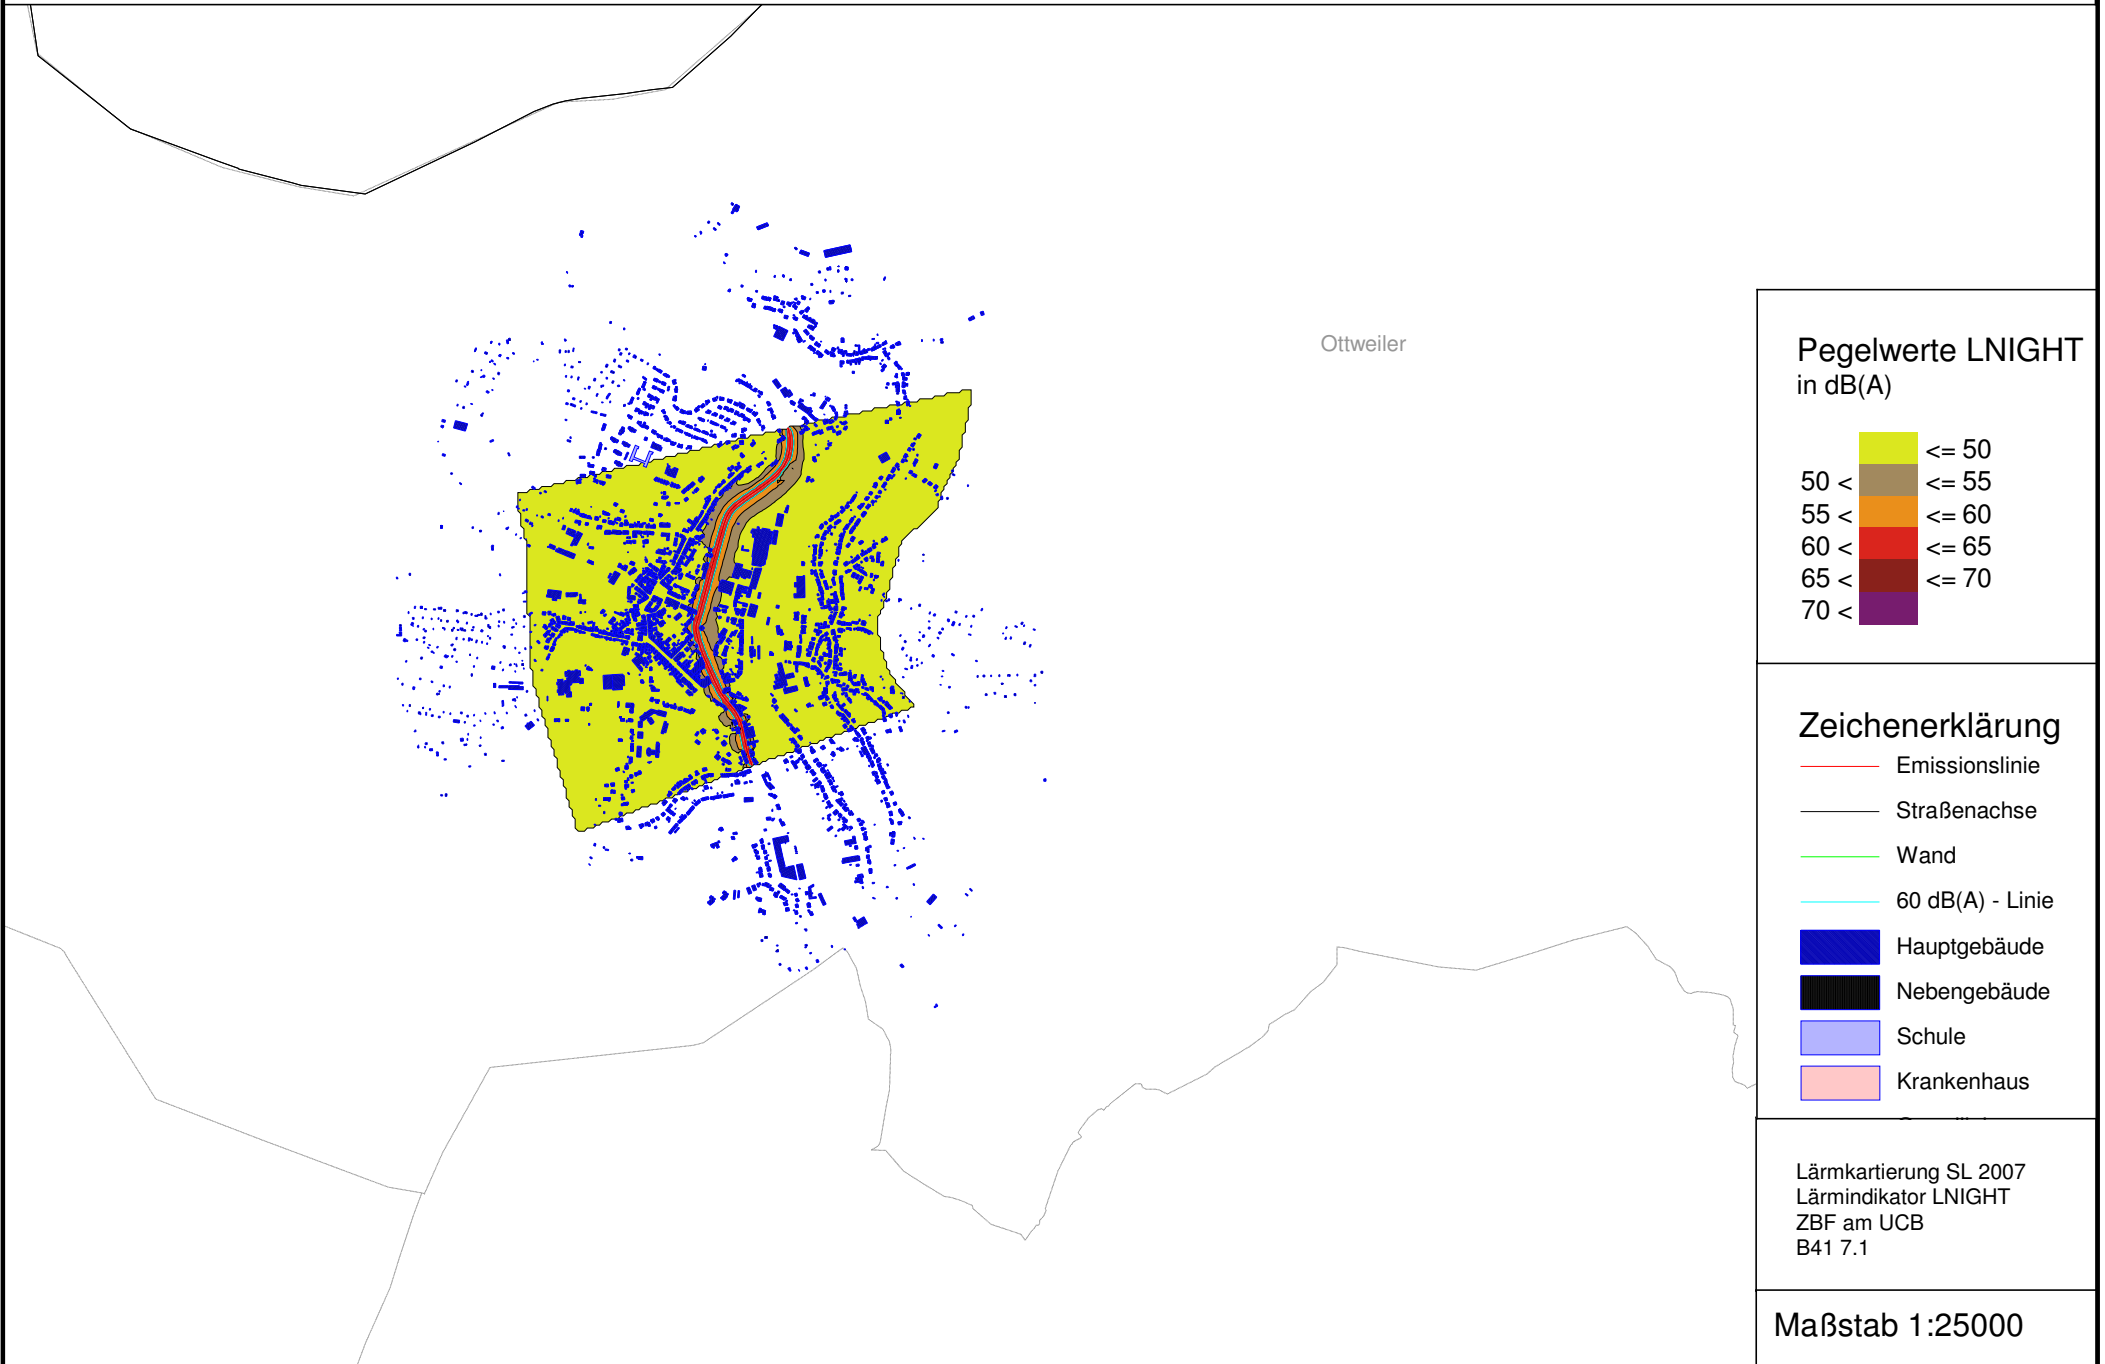 Ottweiler
Pegelwerte LNIGHT
in dB(A)
<= 50
50 < <= 55
55 < <= 60
60 < <= 65
65 < <= 70
70 <
Zeichenerklärung
Emissionslinie
Straßenachse
Wand
60 dB(A) - Linie
Hauptgebäude
Nebengebäude
Schule
Krankenhaus
Lärmkartierung SL 2007
Lärmindikator LNIGHT
ZBF am UCB
B41 7.1
Maßstab 1:25000